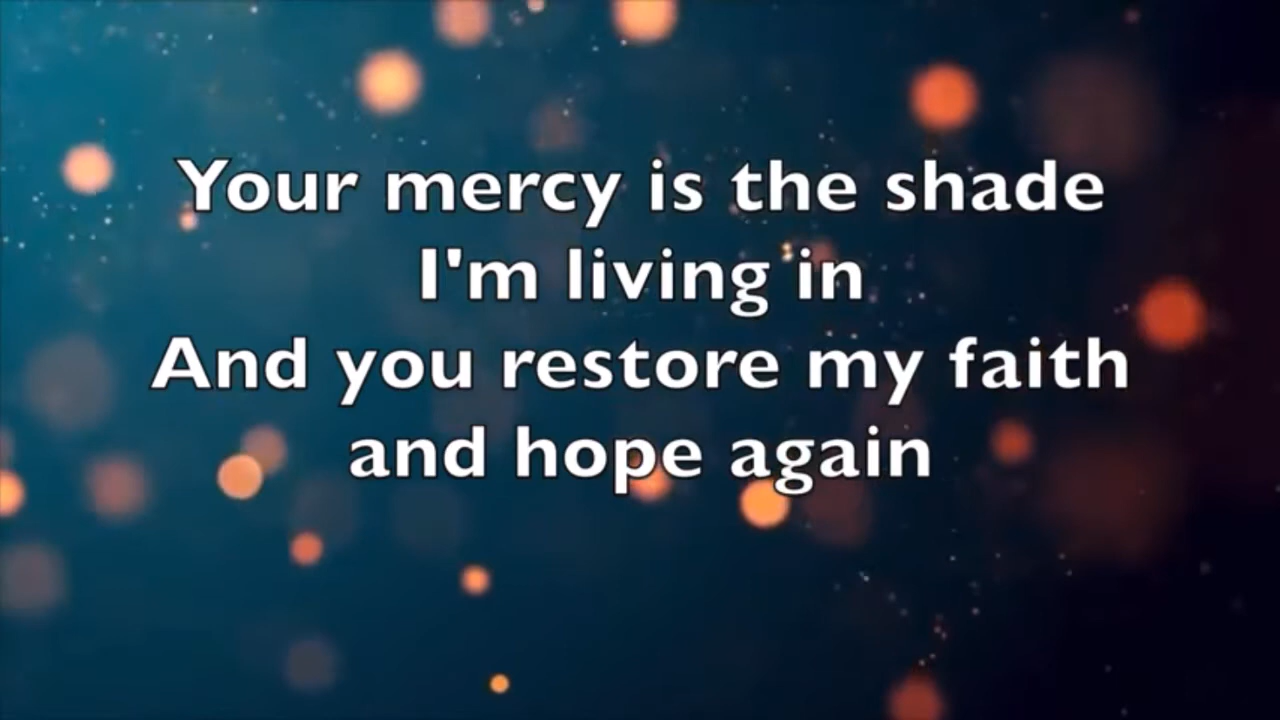 Your mercy is the shade
I'm living in
And you restore my faith
and hope again